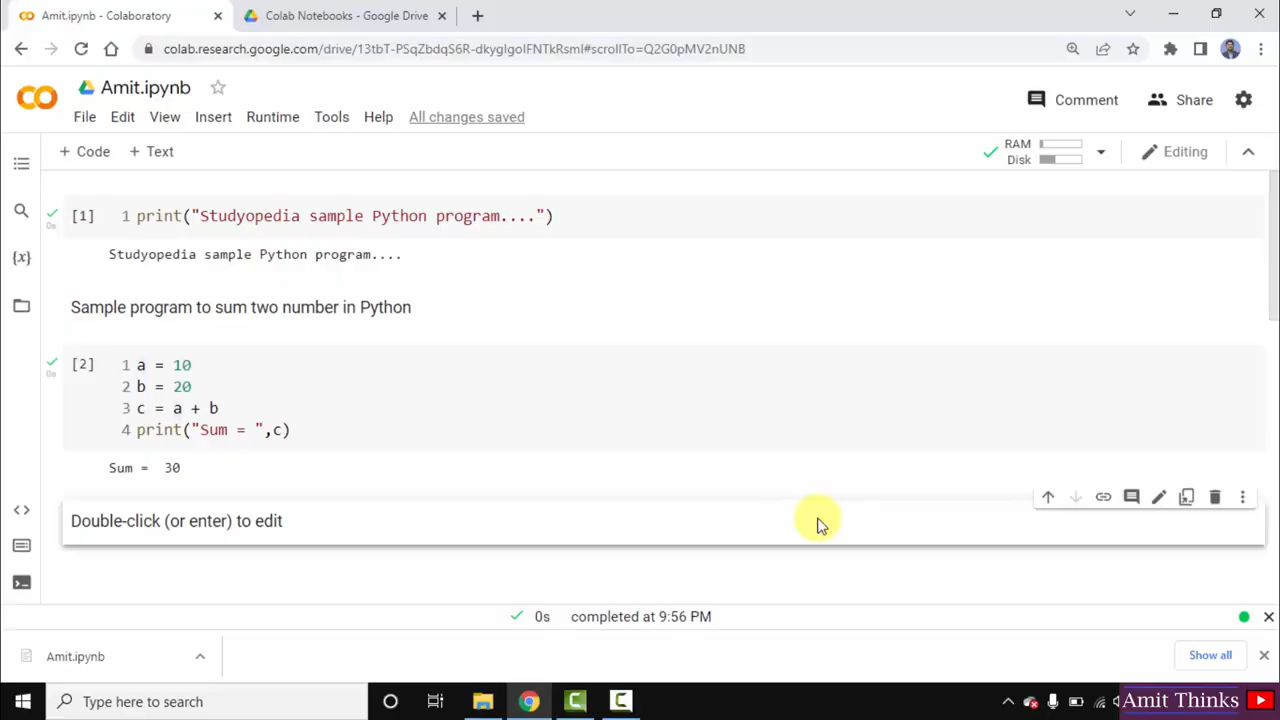 Amit.ipynb - Colaboratory
Colab Notebooks - Google Drive
colab.research.google.com/drive/13tbT-PSqZbdqS6R-dkygIgoIFNTkRsmI#scrollTo=Q2G0pMV2nUNB
Amit.ipynb
Comment
Share
File Edit View Insert Runtime Tools Help All changes saved
+ Code + Text
RAM
Disk
Editing
[1] 1 print("Studyopedia sample Python program....")
0s
Studyopedia sample Python program....
Sample program to sum two number in Python
[2] 1 a = 10
0s
2 b = 20
3 c = a + b
4 print("Sum = ",c)
Sum =  30
Double-click (or enter) to edit
0s completed at 9:56 PM
Amit.ipynb
Show all
Type here to search
Amit Thinks